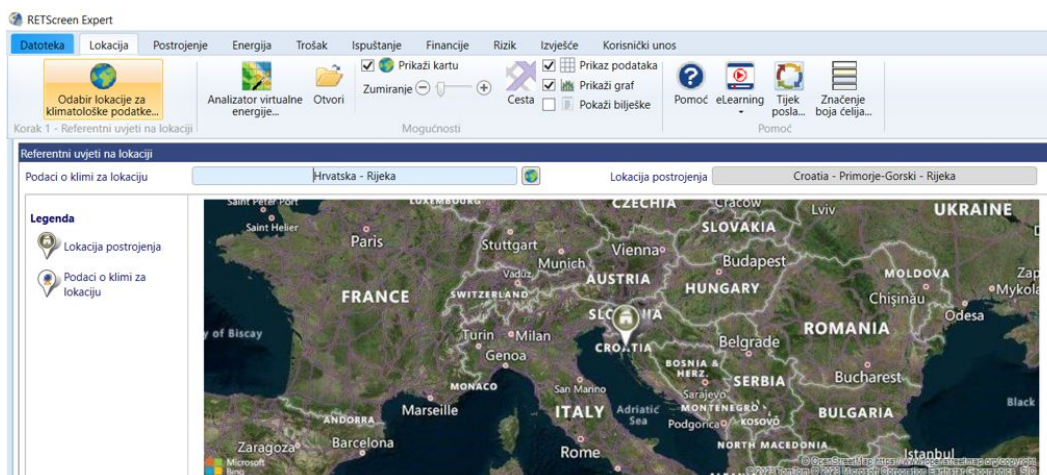 RETScreen Expert
Datoteka Lokacija Postrojenje Energija Trošak Ispuštanje Financije Rizik Izvješće Korisnički unos
Odabir lokacije za
klimatološke podatke...
Analizator virtualne
energije...
Otvori
Prikaži kartu
Zumiranje
Cesta
Prikaz podataka
Prikaži graf
Pokaži bilješke
Pomoć
eLearning
Tijek
posla...
Značenje
boja ćelija...
Korak 1 - Referentni uvjeti na lokaciji
Mogućnosti
Pomoć
Referentni uvjeti na lokaciji
Podaci o klimi za lokaciju Hrvatska - Rijeka Lokacija postrojenja Croatia - Primorje-Gorski - Rijeka
Legenda
Lokacija postrojenja
Podaci o klimi za
lokaciju
Saint Peter Port
LUXEMBOURG
CZECHIA
Cracow
Lviv
UKRAINE
Saint Helier
Paris
Stuttgart
SLOVAKIA
Vienna
Munich
Budapest
Vaduz
AUSTRIA
MOLDOVA
Zap
FRANCE
SWITZERLAND
HUNGARY
Chișinău
Mykola
Odesa
y of Biscay
Turin
Milan
CROATIA
Belgrade
ROMANIA
Genoa
BOSNIA &
HERZ.
SERBIA
Bucharest
MONACO
San Marino
Sarajevo
Marseille
ITALY
Adriatic
Sea
MONTENEGRO
KOSOVO
BULGARIA
Black
ANDORRA
Podgorica
Zaragoza
Barcelona
Rome
NORTH MACEDONIA
Istanbul
Microsoft
Bing